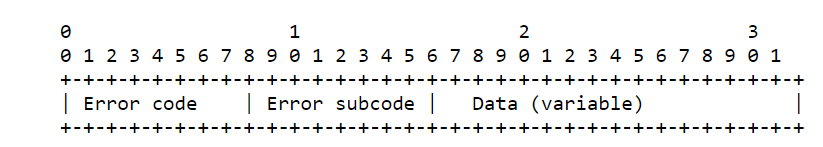 0                   1                   2                   3
0 1 2 3 4 5 6 7 8 9 0 1 2 3 4 5 6 7 8 9 0 1 2 3 4 5 6 7 8 9 0 1
+-+-+-+-+-+-+-+-+-+-+-+-+-+-+-+-+-+-+-+-+-+-+-+-+-+-+-+-+-+-+-+-+
| Error code    | Error subcode |   Data (variable)             |
+-+-+-+-+-+-+-+-+-+-+-+-+-+-+-+-+-+-+-+-+-+-+-+-+-+-+-+-+-+-+-+-+